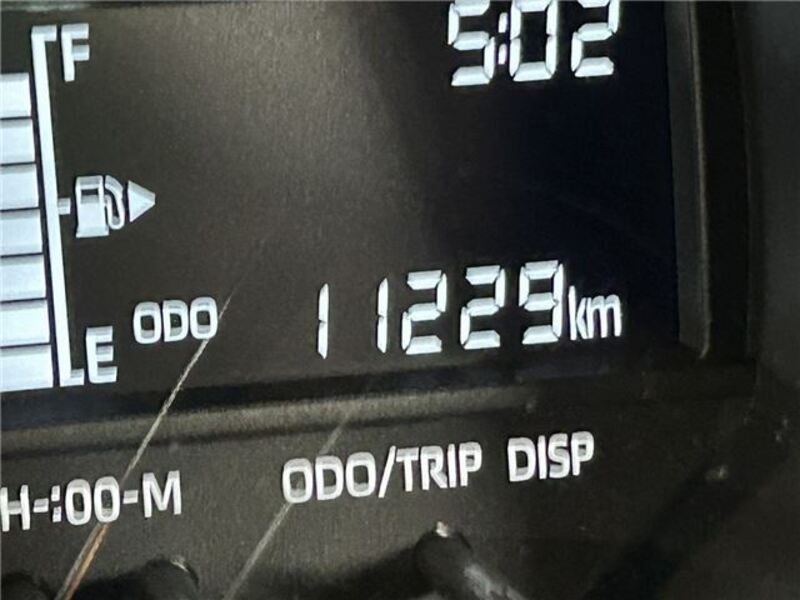 F
5:02
ODO 11229km
E
H-:00-M ODO/TRIP DISP